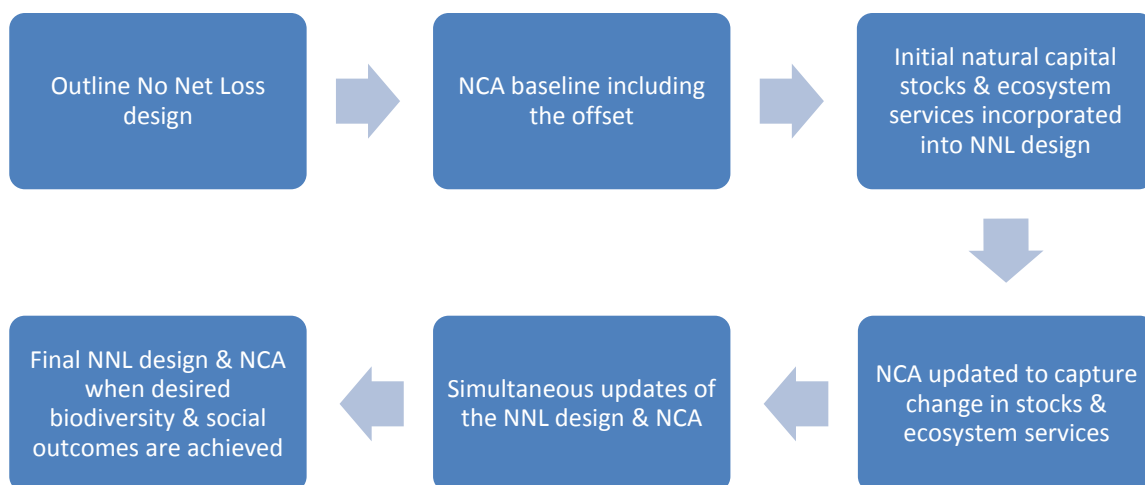 Outline No Net Loss
design
NCA baseline including
the offset
Initial natural capital
stocks & ecosystem
services incorporated
into NNL design
NCA updated to capture
change in stocks &
ecosystem services
Simultaneous updates of
the NNL design & NCA
Final NNL design & NCA
when desired
biodiversity & social
outcomes are achieved